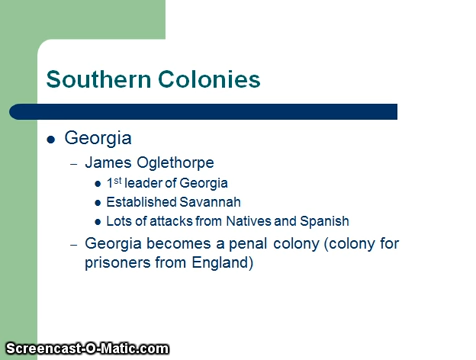 Southern Colonies
● Georgia
– James Oglethorpe
● 1st leader of Georgia
● Established Savannah
● Lots of attacks from Natives and Spanish
– Georgia becomes a penal colony (colony for
prisoners from England)
Screencast-O-Matic.com